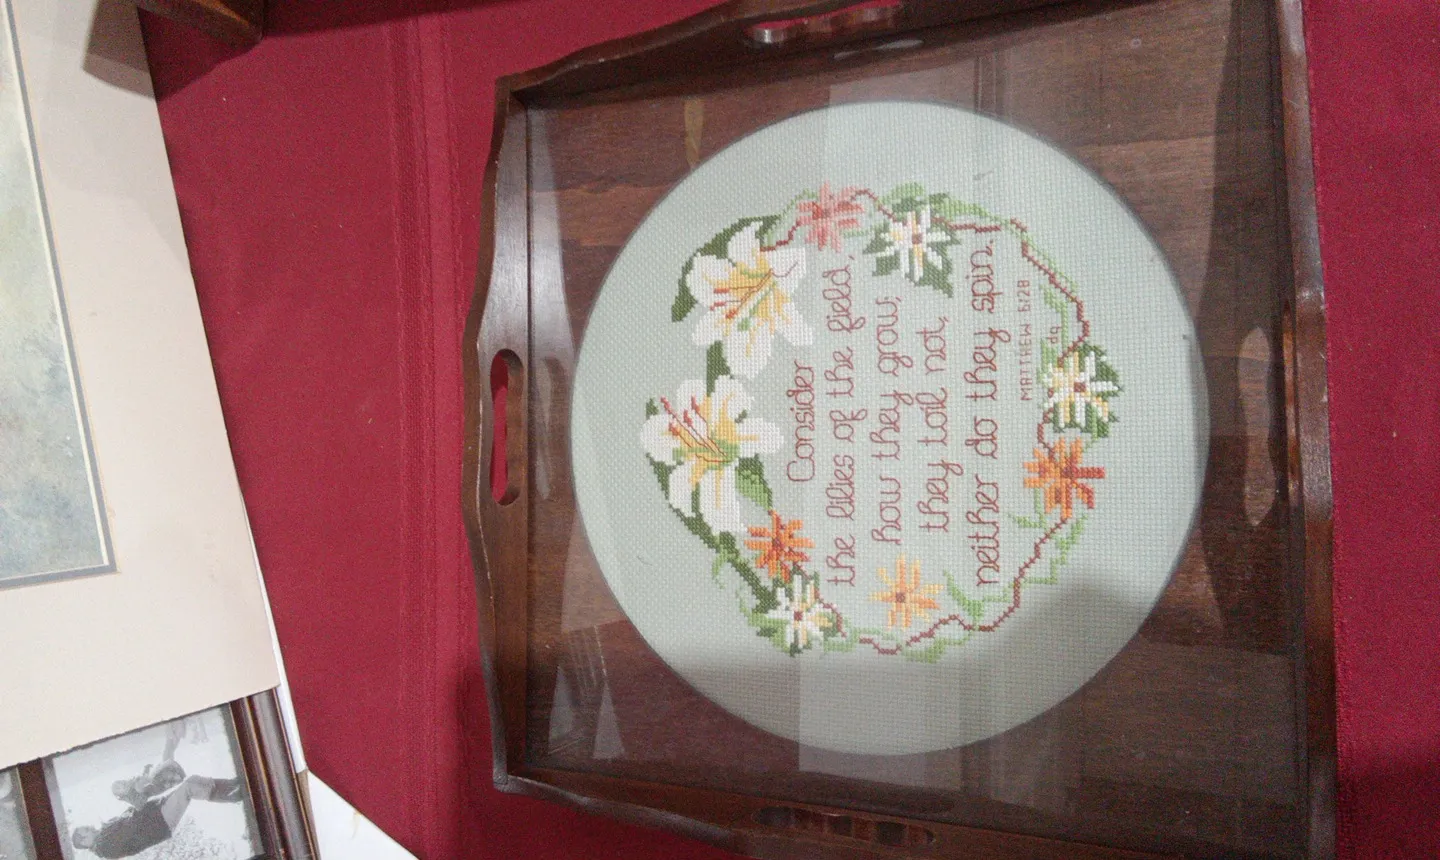 Consider
the lilies of the field,
how they grow;
they toil not,
neither do they spin.
MATTHEW 6:28
dg